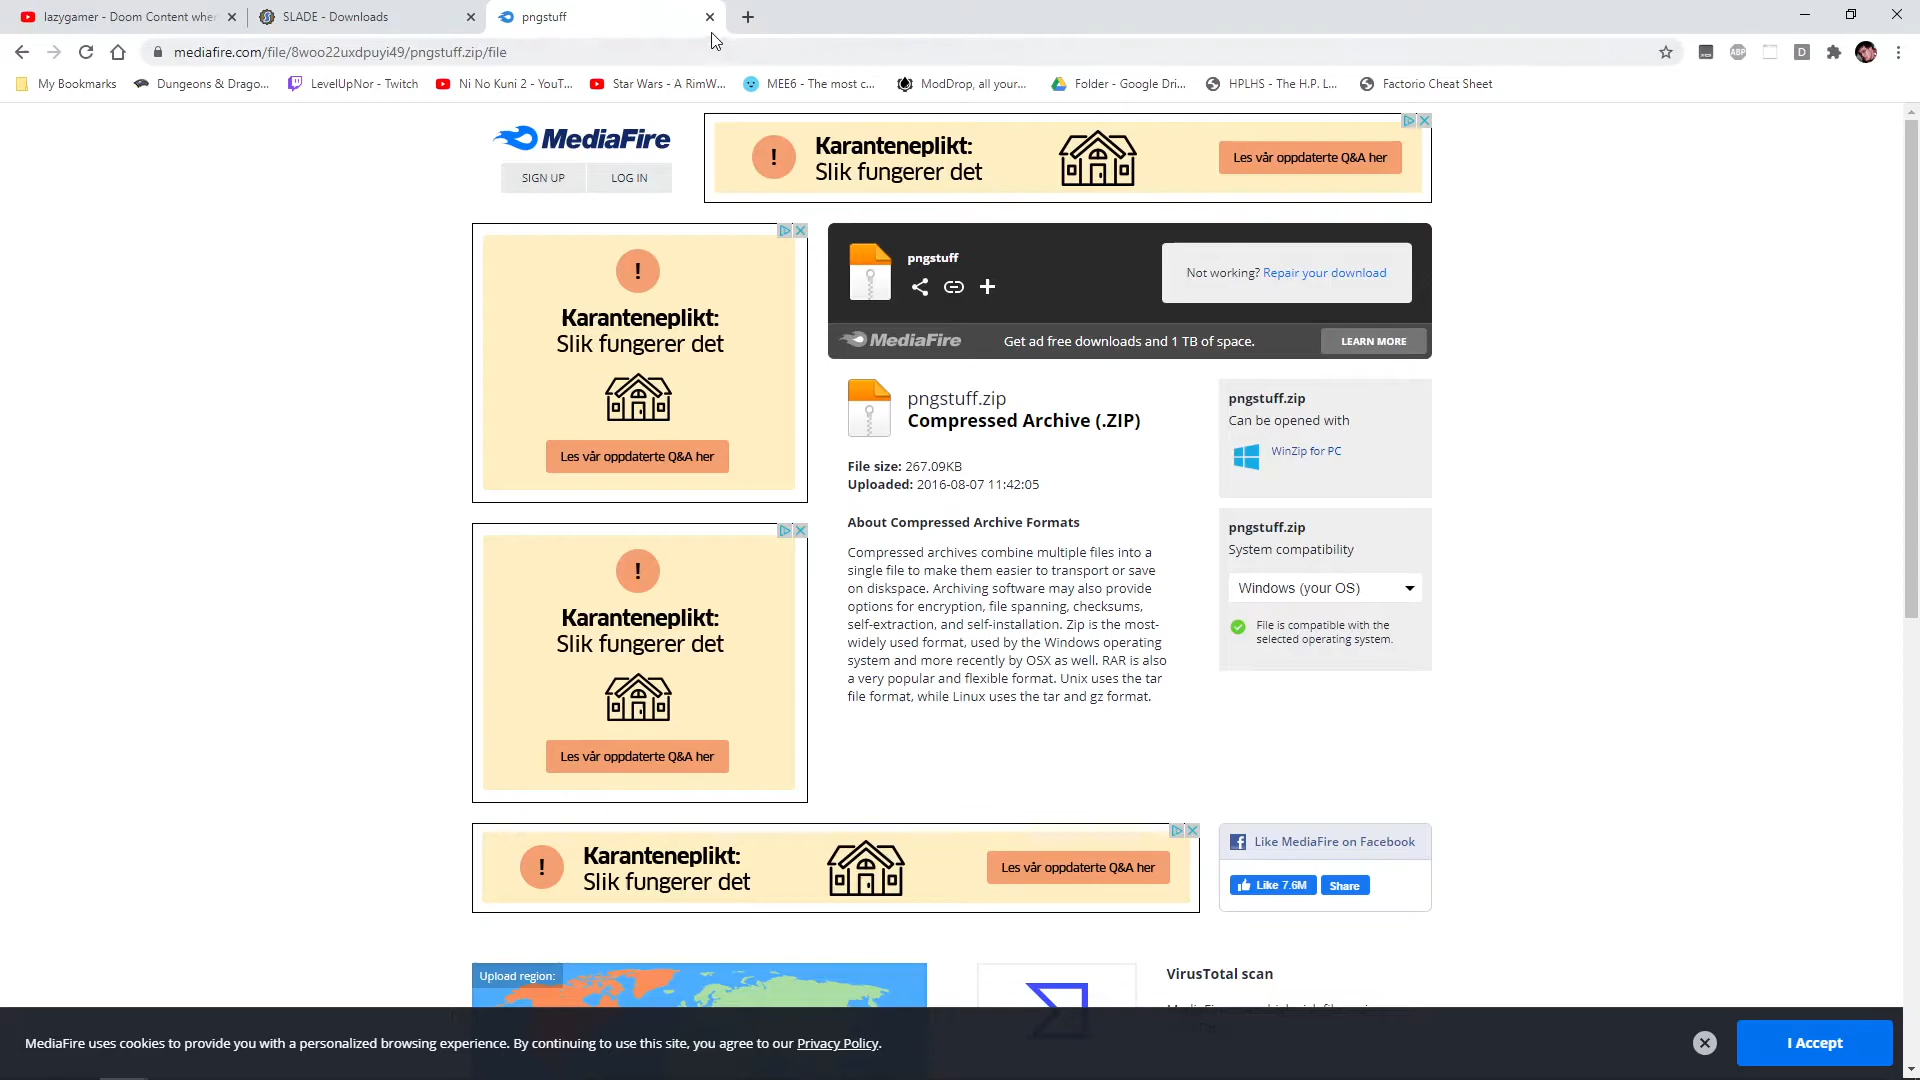 lazygamer - Doom Content wher
SLADE - Downloads
pngstuff
mediafire.com/file/8woo22uxdpuyi49/pngstuff.zip/file
ABP
D
My Bookmarks
Dungeons & Drago...
LevelUpNor - Twitch
Ni No Kuni 2 - YouT...
Star Wars - A RimW...
MEE6 - The most c...
ModDrop, all your...
Folder - Google Dri...
HPLHS - The H.P. L...
Factorio Cheat Sheet
MediaFire
SIGN UP
LOG IN
!
Karanteneplikt:
Slik fungerer det
Les vår oppdaterte Q&A her
!
Karanteneplikt:
Slik fungerer det
Les vår oppdaterte Q&A her
pngstuff
Not working? Repair your download
MediaFire
Get ad free downloads and 1 TB of space.
LEARN MORE
pngstuff.zip
Compressed Archive (.ZIP)
File size: 267.09KB
Uploaded: 2016-08-07 11:42:05
About Compressed Archive Formats
Compressed archives combine multiple files into a
single file to make them easier to transport or save
on diskspace. Archiving software may also provide
options for encryption, file spanning, checksums,
self-extraction, and self-installation. Zip is the most-
widely used format, used by the Windows operating
system and more recently by OSX as well. RAR is also
a very popular and flexible format. Unix uses the tar
file format, while Linux uses the tar and gz format.
pngstuff.zip
Can be opened with
WinZip for PC
pngstuff.zip
System compatibility
Windows (your OS)
File is compatible with the
selected operating system.
!
Karanteneplikt:
Slik fungerer det
Les vår oppdaterte Q&A her
!
Karanteneplikt:
Slik fungerer det
Les vår oppdaterte Q&A her
Like MediaFire on Facebook
Like 7.6M
Share
Upload region:
VirusTotal scan
MediaFire uses cookies to provide you with a personalized browsing experience. By continuing to use this site, you agree to our Privacy Policy.
I Accept